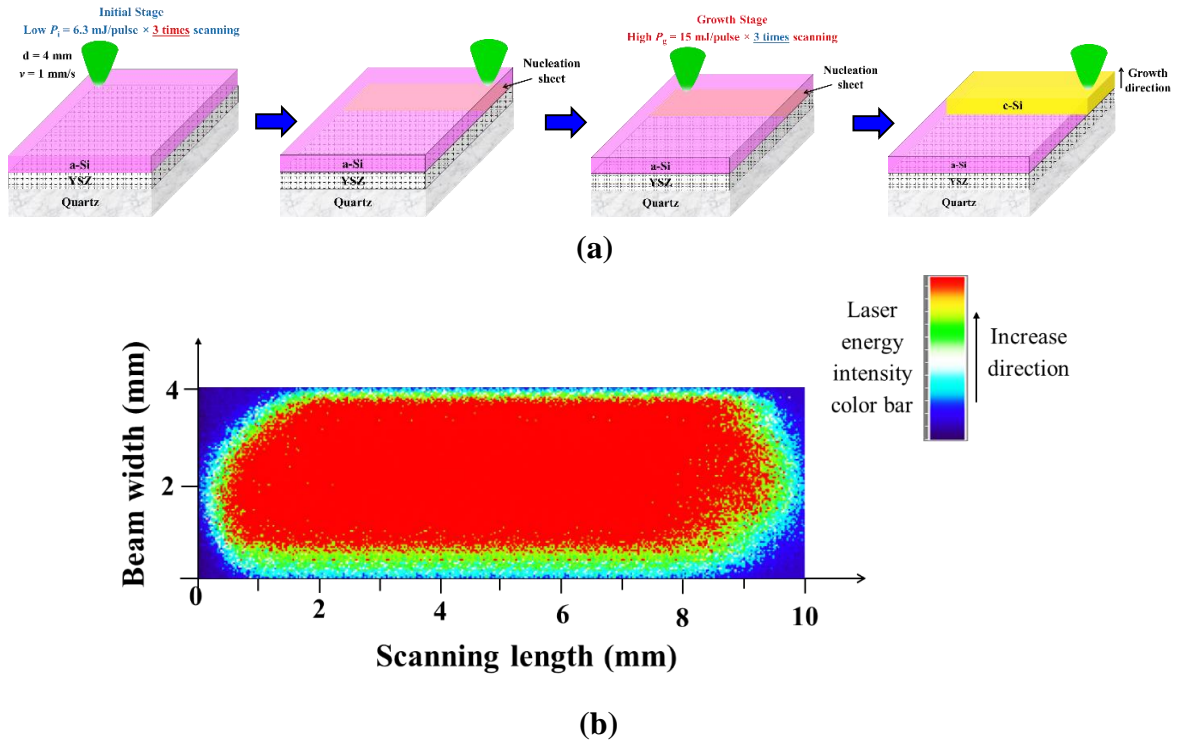 Initial Stage
Low Pi = 6.3 mJ/pulse × 3 times scanning
d = 4 mm
v = 1 mm/s
a-Si
YSZ
Quartz
Nucleation
sheet
a-Si
YSZ
Quartz
Growth Stage
High Pg = 15 mJ/pulse × 3 times scanning
Nucleation
sheet
a-Si
YSZ
Quartz
Growth
direction
c-Si
a-Si
YSZ
Quartz
(a)
Laser
energy
intensity
color bar
Increase
direction
Beam width (mm)
4
2
0
2
4
6
8
10
Scanning length (mm)
(b)